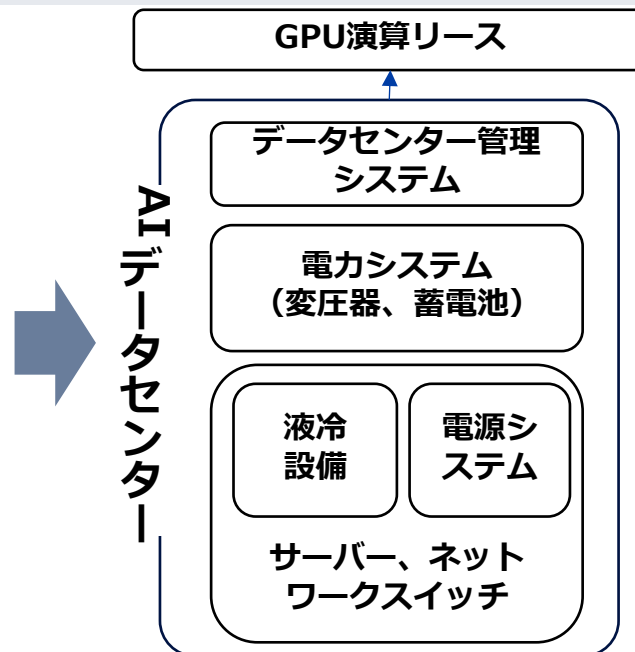 GPU演算リース
AIデータセンター
データセンター管理
システム
電力システム
（変圧器、蓄電池）
液冷
設備
電源シ
ステム
サーバー、ネット
ワークスイッチ